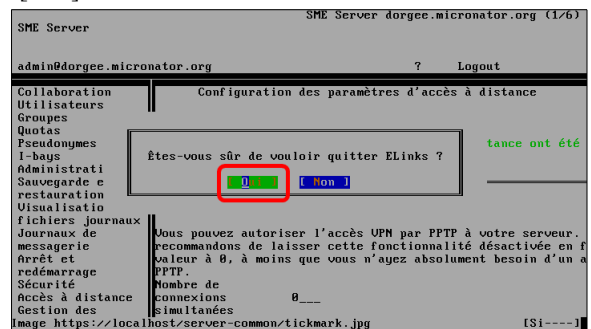 SME Server dorgee.micronator.org (1/6)
SME Server
admin@dorgee.micronator.org ? Logout
Collaboration Configuration des paramètres d'accès à distance
Utilisateurs
Groupes
Quotas
Pseudonymes tance ont été
I-bays Êtes-vous sûr de vouloir quitter ELinks ?
Administrati
Sauvegarde e [ Oui ] [ Non ]
restauration
Visualisatio
fichiers journaux
Journaux de Vous pouvez autoriser l'accès VPN par PPTP à votre serveur.
messagerie recommandons de laisser cette fonctionnalité désactivée en f
Arrêt et valeur à 0, à moins que vous n'ayez absolument besoin d'un a
redémarrage PPTP.
Sécurité Nombre de
Accès à distance connexions 0___
Gestion des simultanées
Image https://localhost/server-common/tickmark.jpg [Si----]